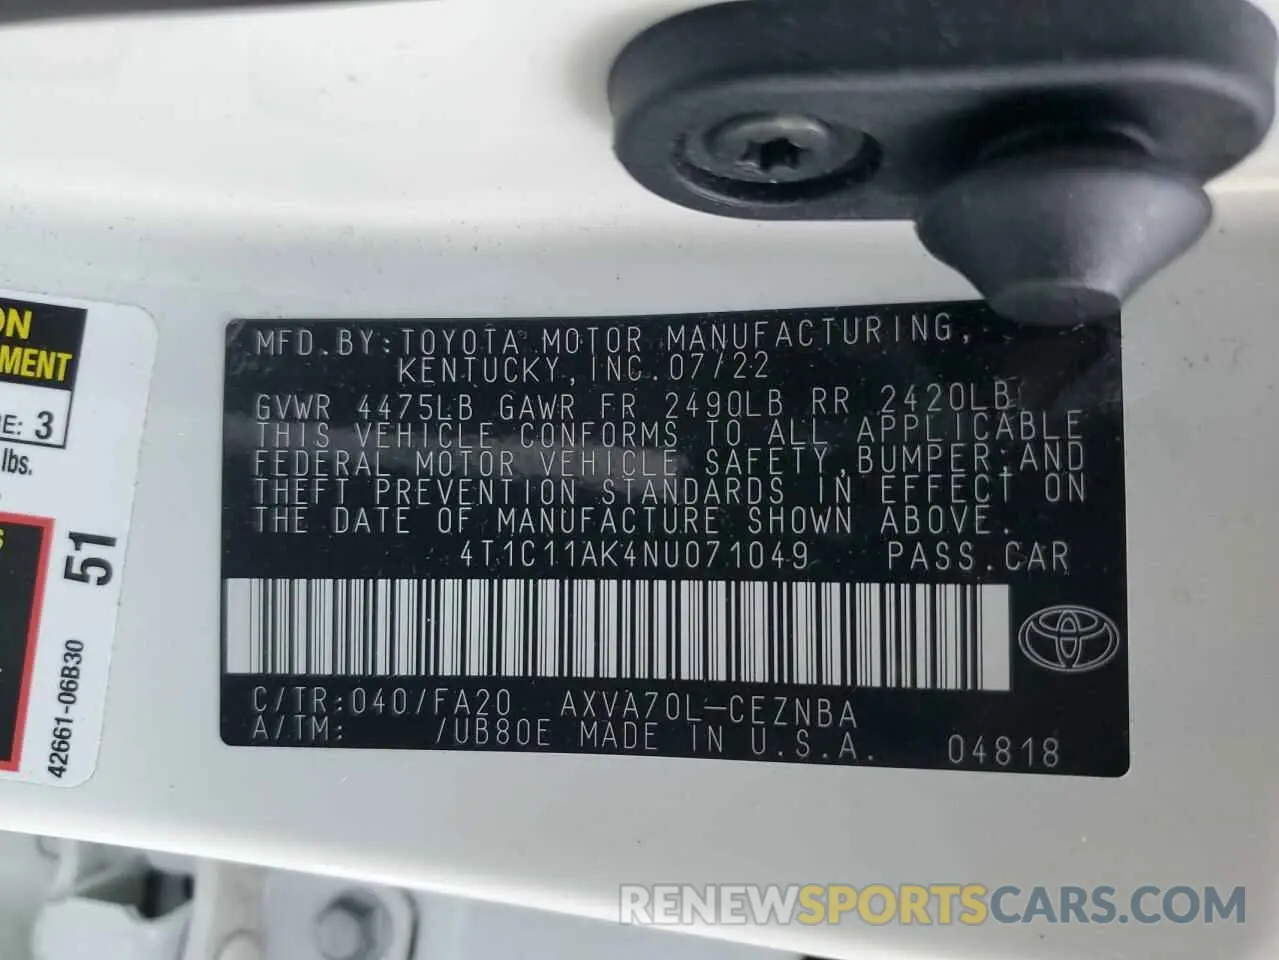 ON
MENT
E: 3
lbs.
S
51
42661-06B30
MFD.BY:TOYOTA MOTOR MANUFACTURING,
KENTUCKY,INC.07/22
GVWR 4475LB GAWR FR 2490LB RR 2420LB
THIS VEHICLE CONFORMS TO ALL APPLICABLE
FEDERAL MOTOR VEHICLE SAFETY,BUMPER,AND
THEFT PREVENTION STANDARDS IN EFFECT ON
THE DATE OF MANUFACTURE SHOWN ABOVE.
4T1C11AK4NU071049 PASS.CAR
C/TR:040/FA20 AXVA70L-CEZNBA
A/TM: /UB80E MADE IN U.S.A. 04818
RENEWSPORTSCARS.COM